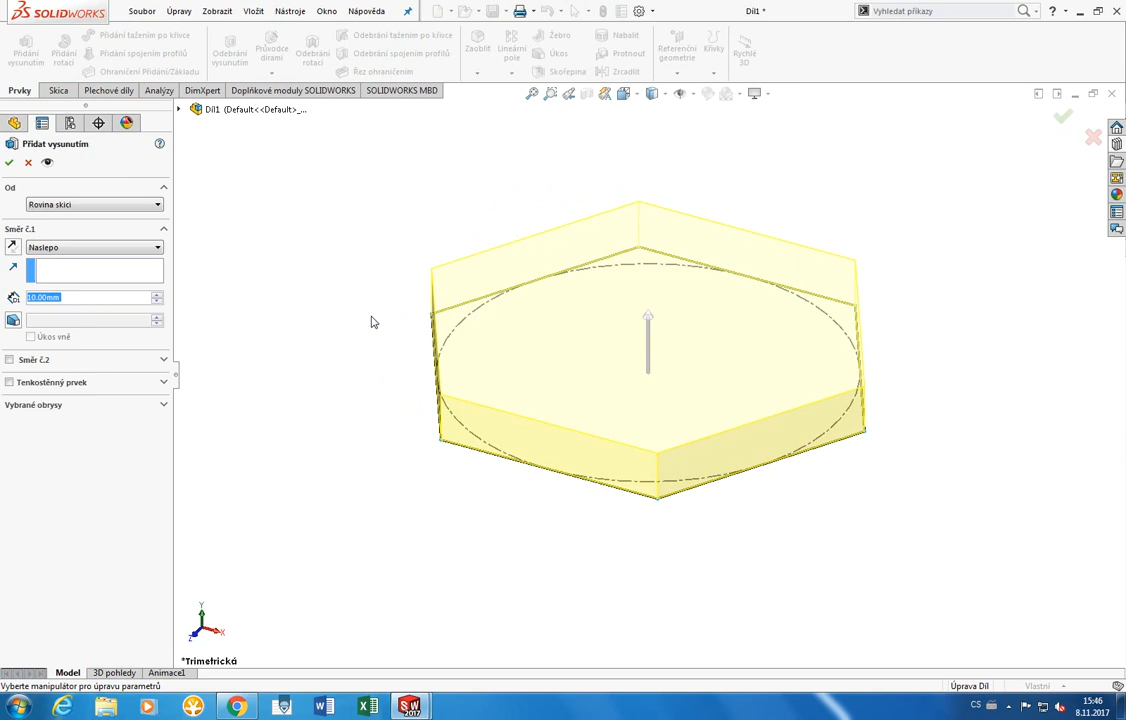 SOLIDWORKS
Soubor
Úpravy
Zobrazit
Vložit
Nástroje
Okno
Nápověda
Díl1 *
Vyhledat příkazy
Přidání vysunutím
Přidání rotací
Přidání tažením po křivce
Přidání spojením profilů
Ohraničení Přidání/Základu
Odebrání vysunutím
Průvodce dírami
Odebrání rotací
Odebrání tažením po křivce
Odebrání spojením profilů
Řez ohraničením
Zaoblit
Lineární pole
Žebro
Úkos
Skořepina
Nabalit
Protnout
Zrcadlit
Referenční geometrie
Křivky
Rychlé 3D
Prvky
Skica
Plechové díly
Analýzy
DimXpert
Doplňkové moduly SOLIDWORKS
SOLIDWORKS MBD
Díl1 (Default<<Default>_...
Přidat vysunutím
Od
Rovina skici
Směr č.1
Naslepo
10.00mm
Úkos vně
Směr č.2
Tenkostěnný prvek
Vybrané obrysy
Y
X
Z
*Trimetrická
Model
3D pohledy
Animace1
Vyberte manipulátor pro úpravu parametrů
Úprava Díl
Vlastní
SW 2017
CS
15:46
8.11.2017